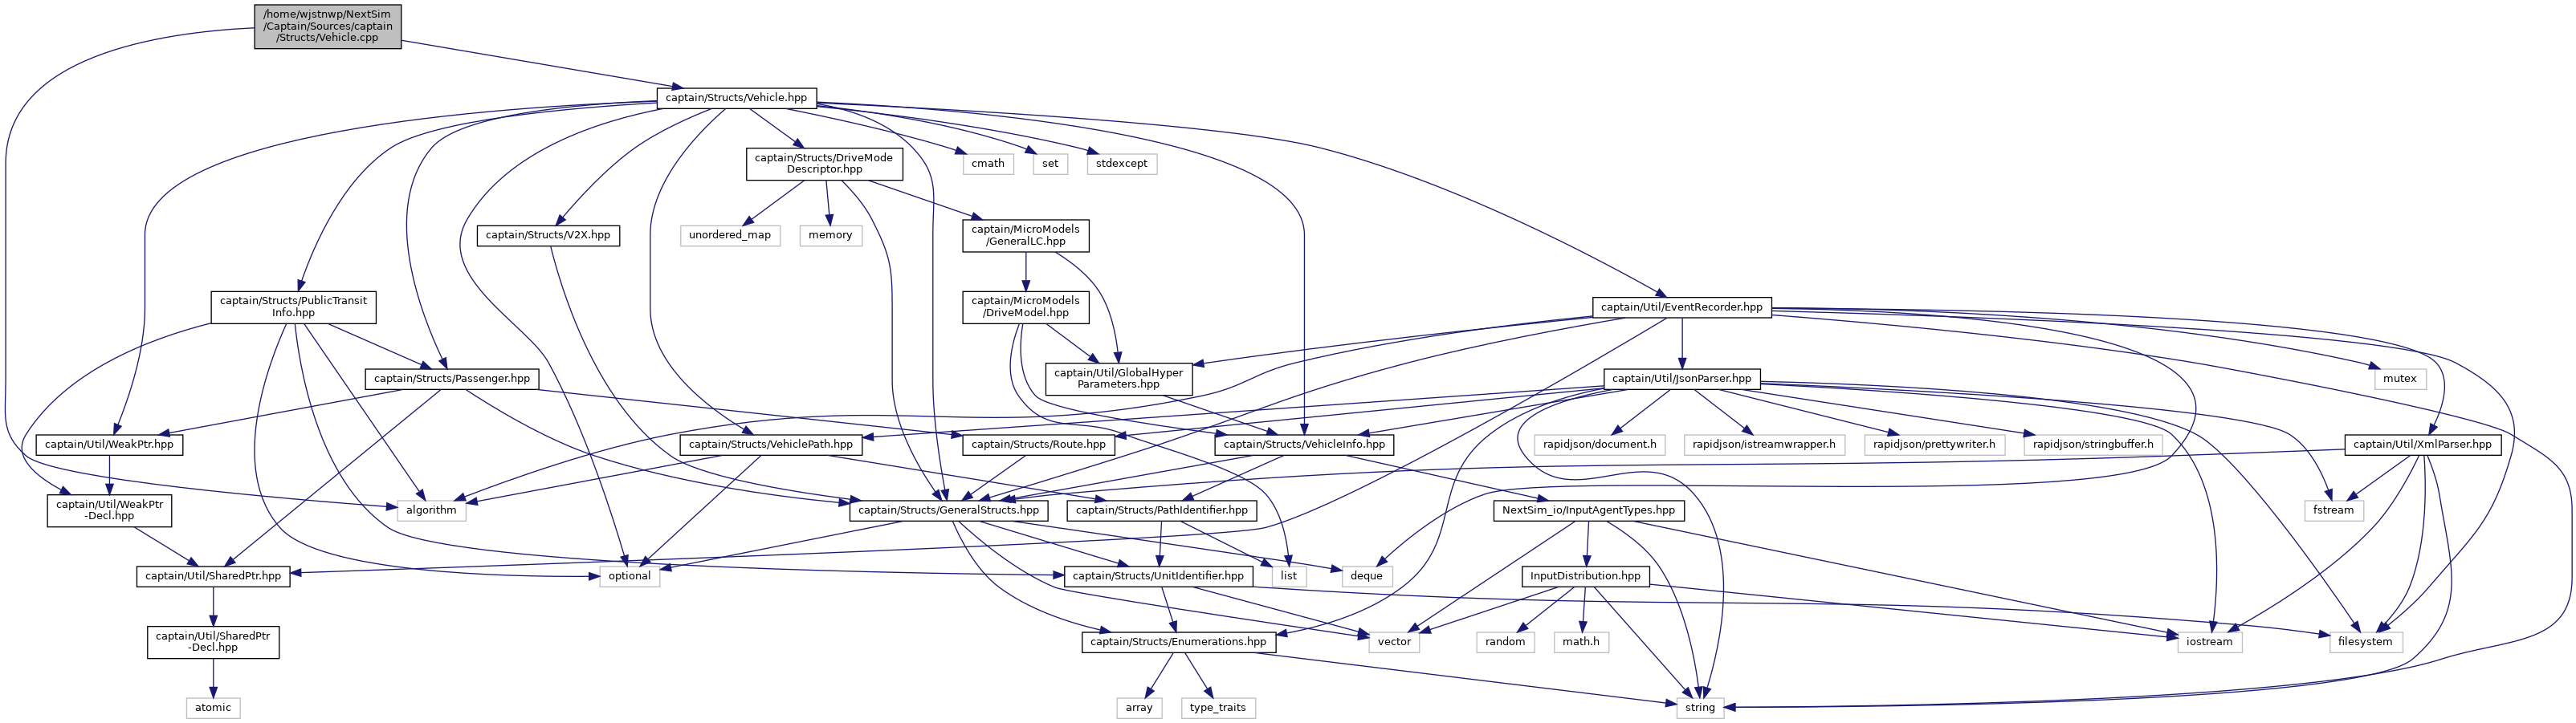 /home/wjstnwp/NextSim
/Captain/Sources/captain
/Structs/Vehicle.cpp
captain/Structs/Vehicle.hpp
captain/Structs/DriveMode
Descriptor.hpp
cmath
set
stdexcept
captain/Structs/V2X.hpp
unordered_map
memory
captain/MicroModels
/GeneralLC.hpp
captain/Structs/PublicTransit
Info.hpp
captain/MicroModels
/DriveModel.hpp
captain/Util/EventRecorder.hpp
captain/Structs/Passenger.hpp
captain/Util/GlobalHyper
Parameters.hpp
captain/Util/JsonParser.hpp
mutex
captain/Util/WeakPtr.hpp
captain/Structs/VehiclePath.hpp
captain/Structs/Route.hpp
captain/Structs/VehicleInfo.hpp
rapidjson/document.h
rapidjson/istreamwrapper.h
rapidjson/prettywriter.h
rapidjson/stringbuffer.h
captain/Util/XmlParser.hpp
captain/Util/WeakPtr
-Decl.hpp
algorithm
captain/Structs/GeneralStructs.hpp
captain/Structs/PathIdentifier.hpp
NextSim_io/InputAgentTypes.hpp
fstream
captain/Util/SharedPtr.hpp
optional
captain/Structs/UnitIdentifier.hpp
list
deque
InputDistribution.hpp
captain/Util/SharedPtr
-Decl.hpp
captain/Structs/Enumerations.hpp
vector
random
math.h
iostream
filesystem
atomic
array
type_traits
string